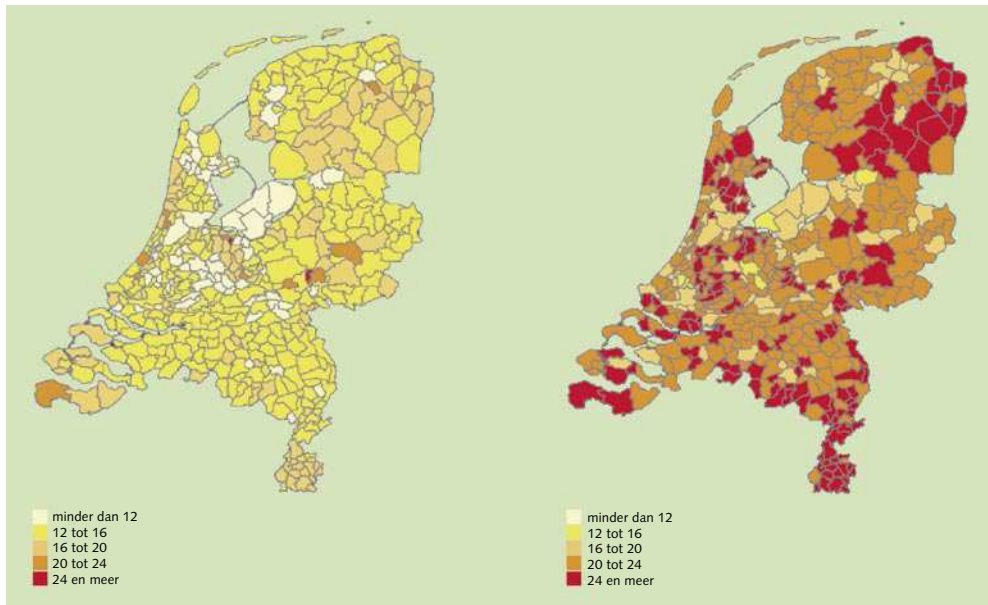 minder dan 12
12 tot 16
16 tot 20
20 tot 24
24 en meer
minder dan 12
12 tot 16
16 tot 20
20 tot 24
24 en meer